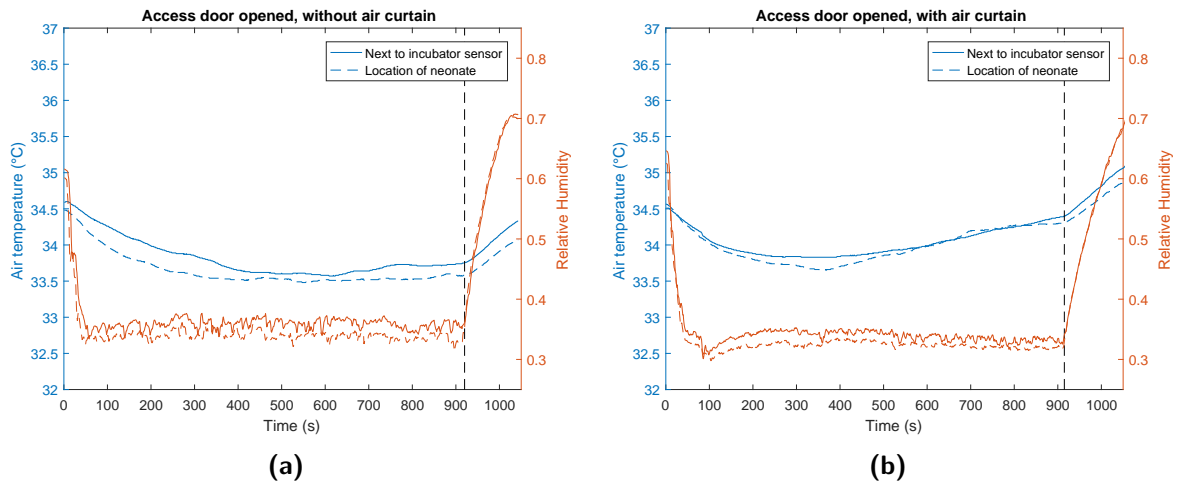 Access door opened, without air curtain
37
36.5
36
35.5
35
34.5
34
33.5
33
32.5
32
Air temperature (°C)
0.8
0.7
0.6
0.5
0.4
0.3
Relative Humidity
Next to incubator sensor
Location of neonate
0 100 200 300 400 500 600 700 800 900 1000
Time (s)
(a)
Access door opened, with air curtain
37
36.5
36
35.5
35
34.5
34
33.5
33
32.5
32
Air temperature (°C)
0.8
0.7
0.6
0.5
0.4
0.3
Relative Humidity
Next to incubator sensor
Location of neonate
0 100 200 300 400 500 600 700 800 900 1000
Time (s)
(b)